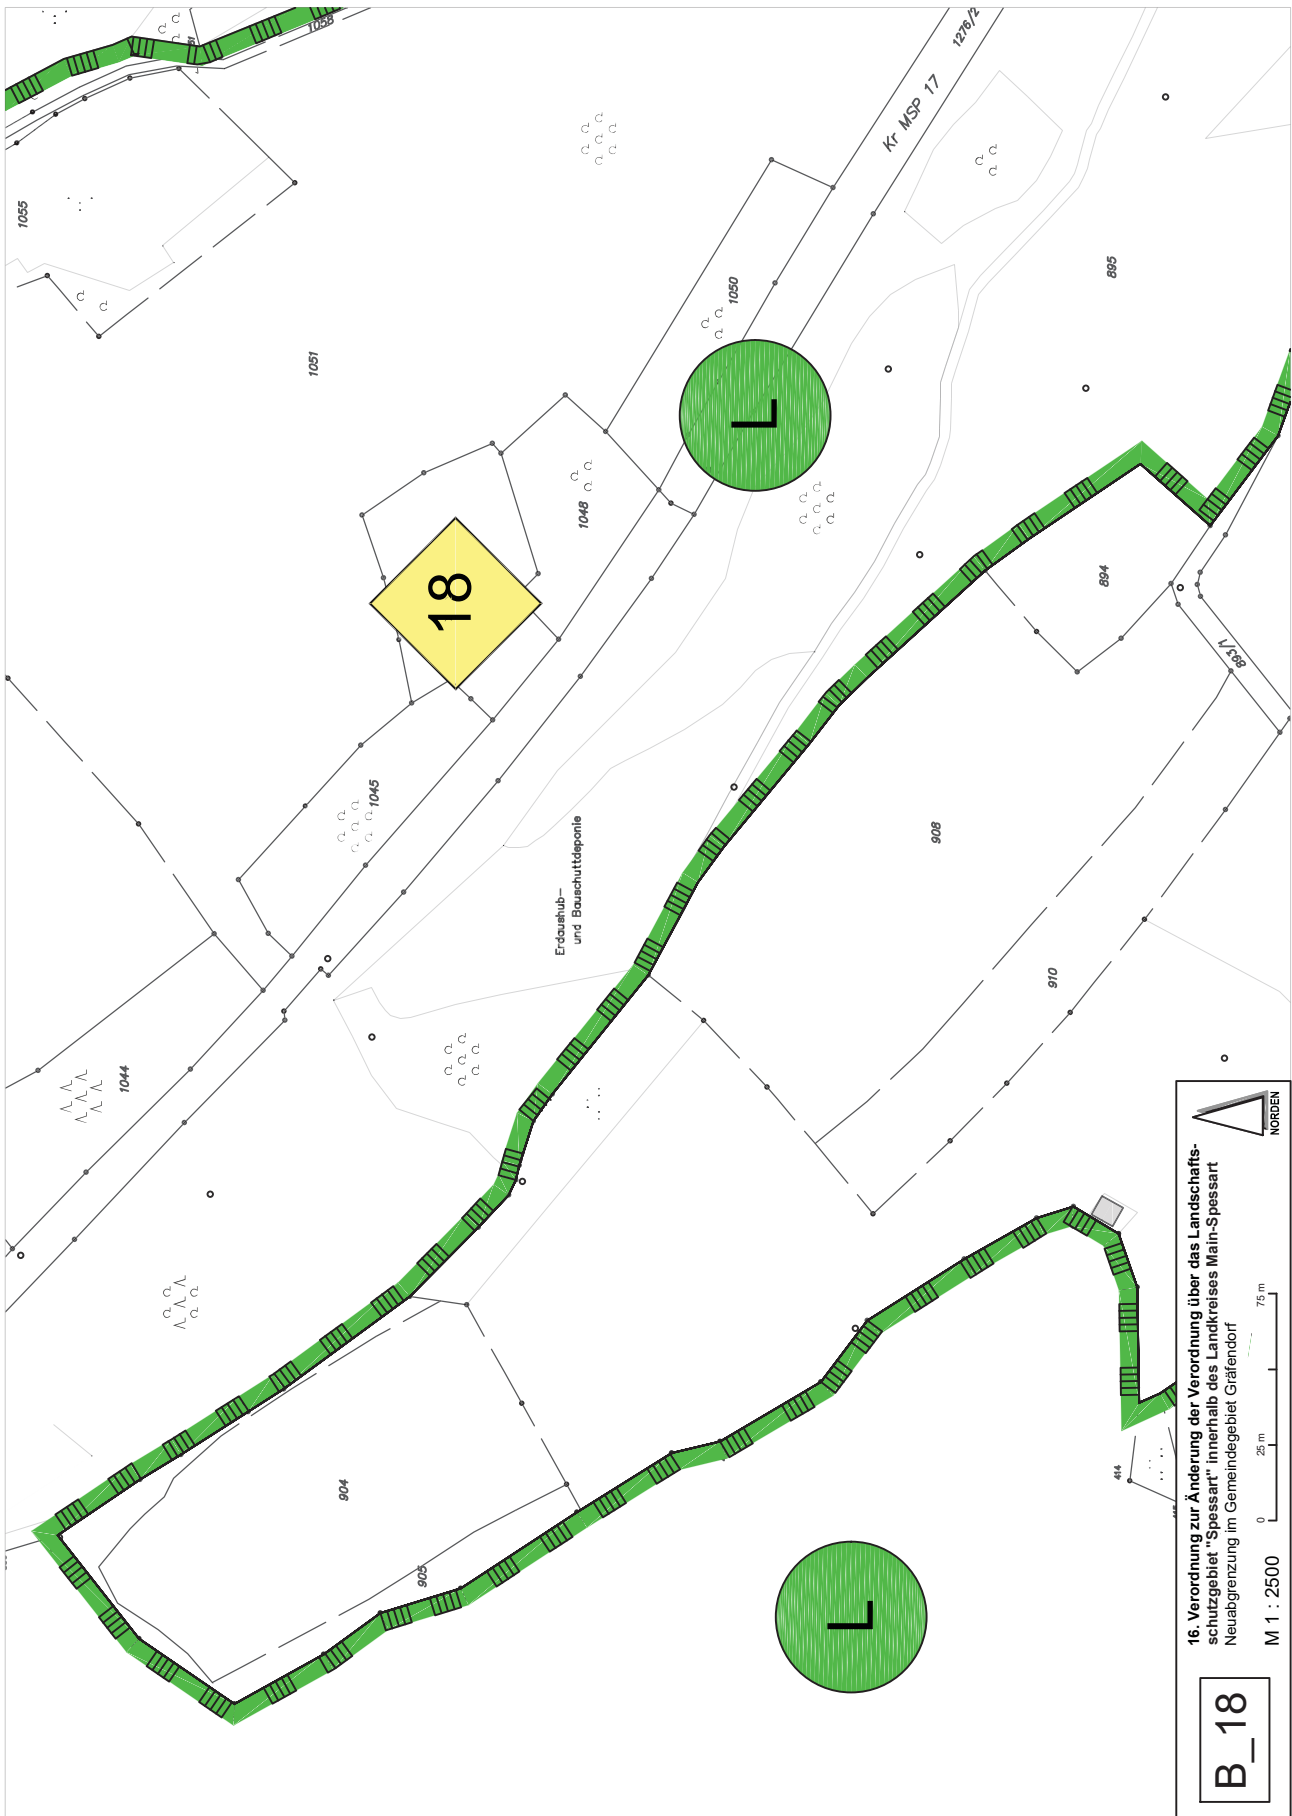 1058
1276/2
Kr MSP 17
1055
1051
1050
895
L
1048
18
894
893/1
1045
908
Erdaushub-
und Bauschuttdeponie
910
1044
904
905
414
L
B_18
16. Verordnung zur Änderung der Verordnung über das Landschafts-
schutzgebiet "Spessart" innerhalb des Landkreises Main-Spessart
Neuabgrenzung im Gemeindegebiet Gräfendorf
M 1 : 2500
0 25 m 75 m
NORDEN